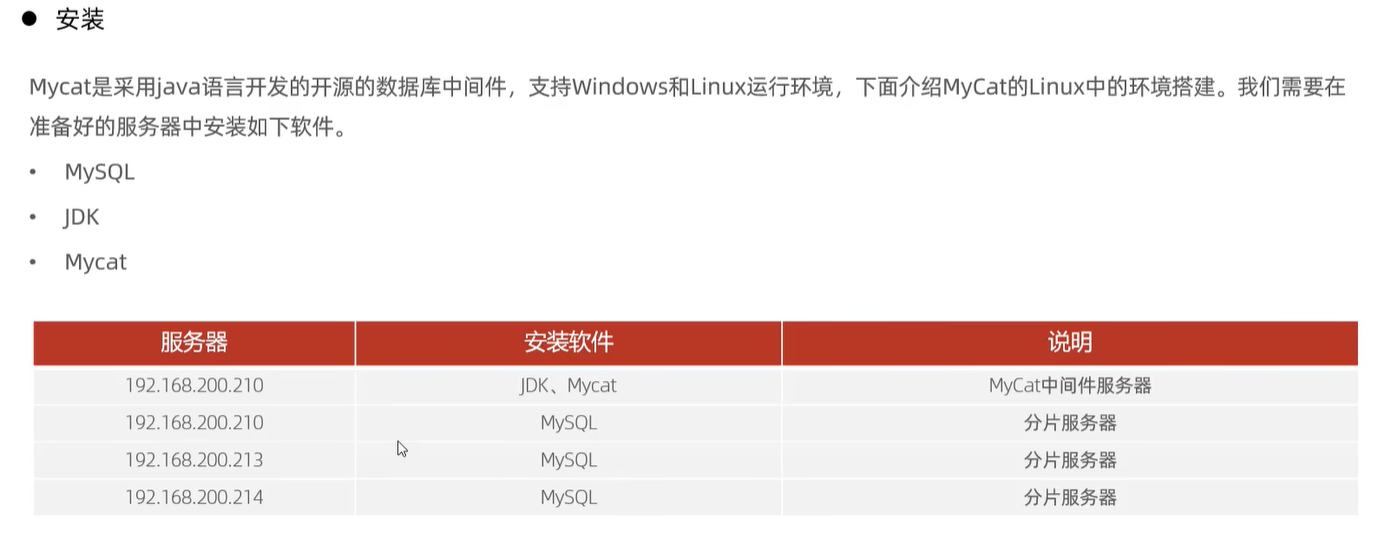 ● 安装
Mycat是采用java语言开发的开源的数据库中间件，支持Windows和Linux运行环境，下面介绍MyCat的Linux中的环境搭建。我们需要在
准备好的服务器中安装如下软件。
• MySQL
• JDK
• Mycat
服务器 安装软件 说明
192.168.200.210 JDK、Mycat MyCat中间件服务器
192.168.200.210 MySQL 分片服务器
192.168.200.213 MySQL 分片服务器
192.168.200.214 MySQL 分片服务器